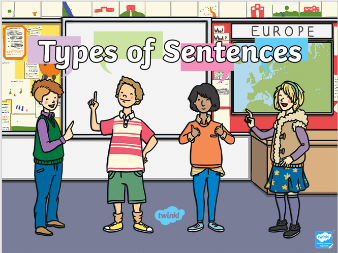 EUROPE
Types of Sentences
twinkl